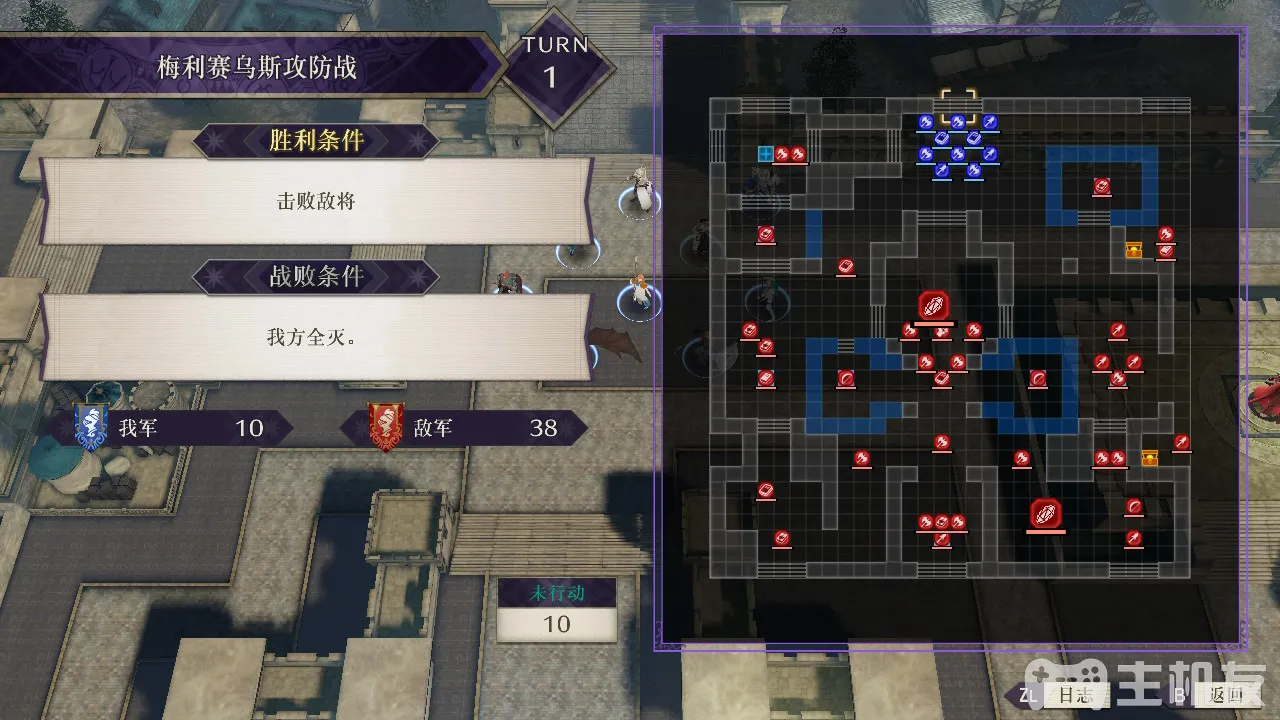 梅利赛乌斯攻防战
TURN
1
胜利条件
击败敌将
战败条件
我方全灭。
我军 10
敌军 38
未行动
10
ZL 日志
B 返回
主机友